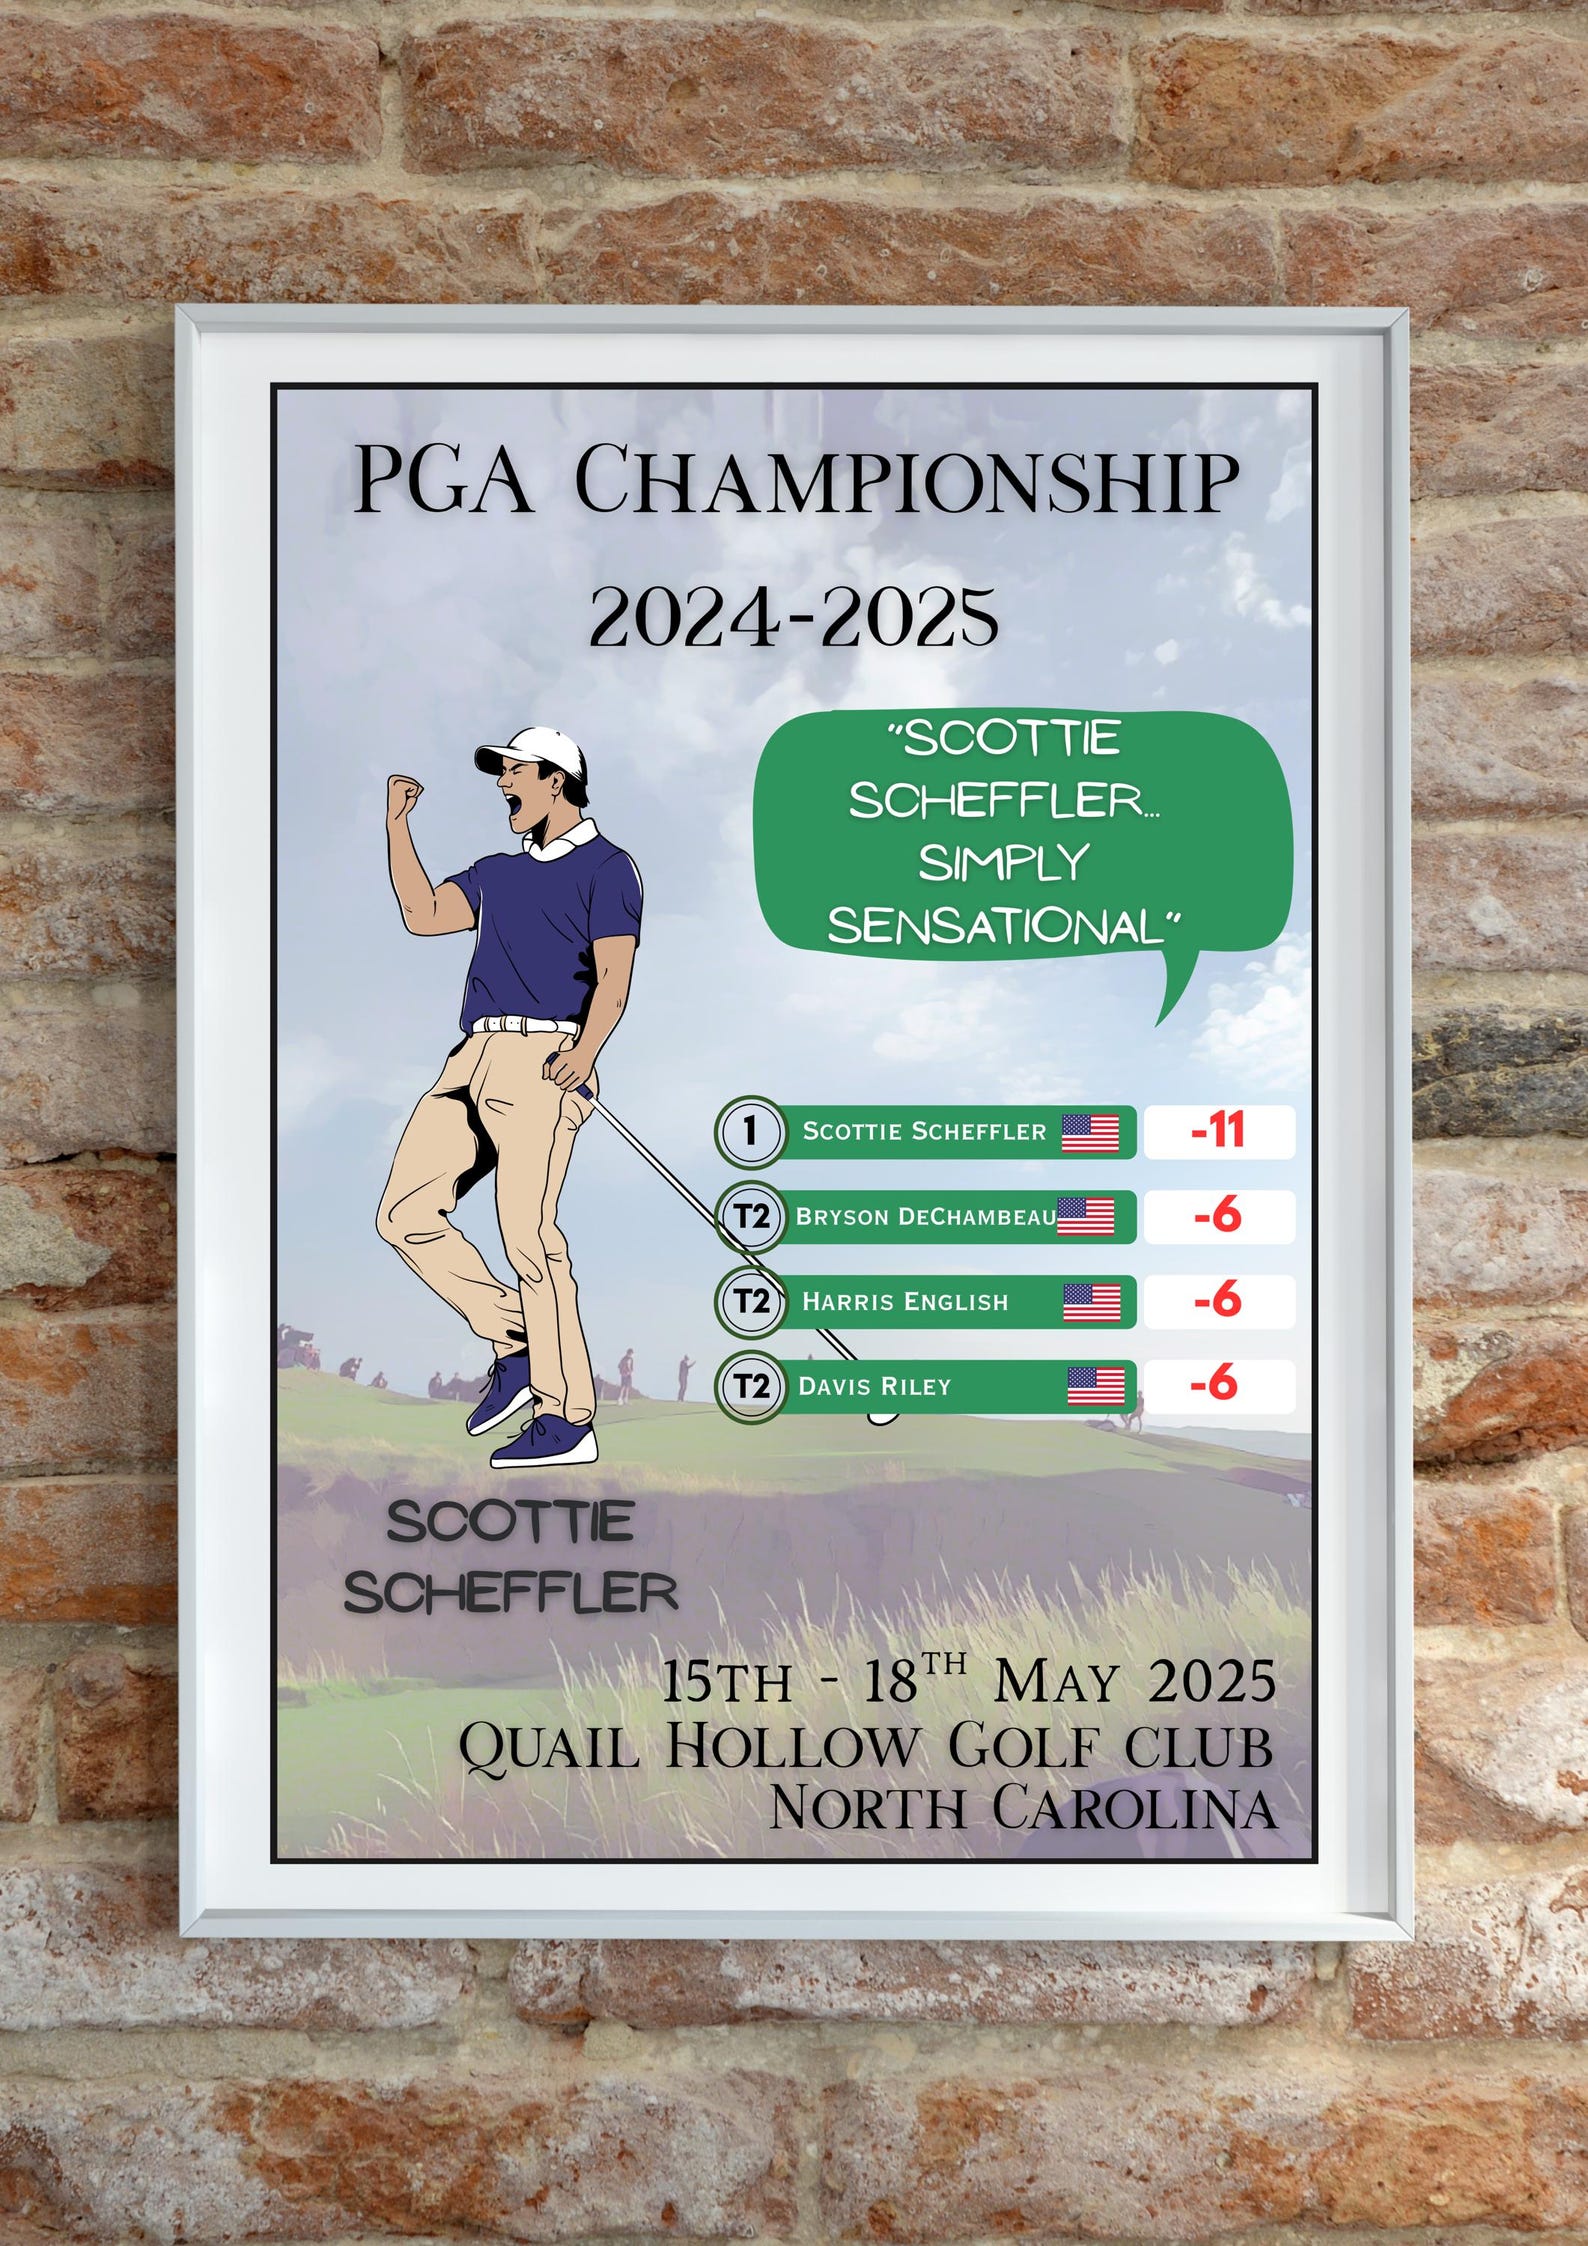 PGA Championship
2024-2025
"SCOTTIE
SCHEFFLER...
SIMPLY
SENSATIONAL"
1 Scottie Scheffler -11
T2 Bryson DeChambeau -6
T2 Harris English -6
T2 Davis Riley -6
SCOTTIE
SCHEFFLER
15th - 18TH May 2025
Quail Hollow Golf club
North Carolina